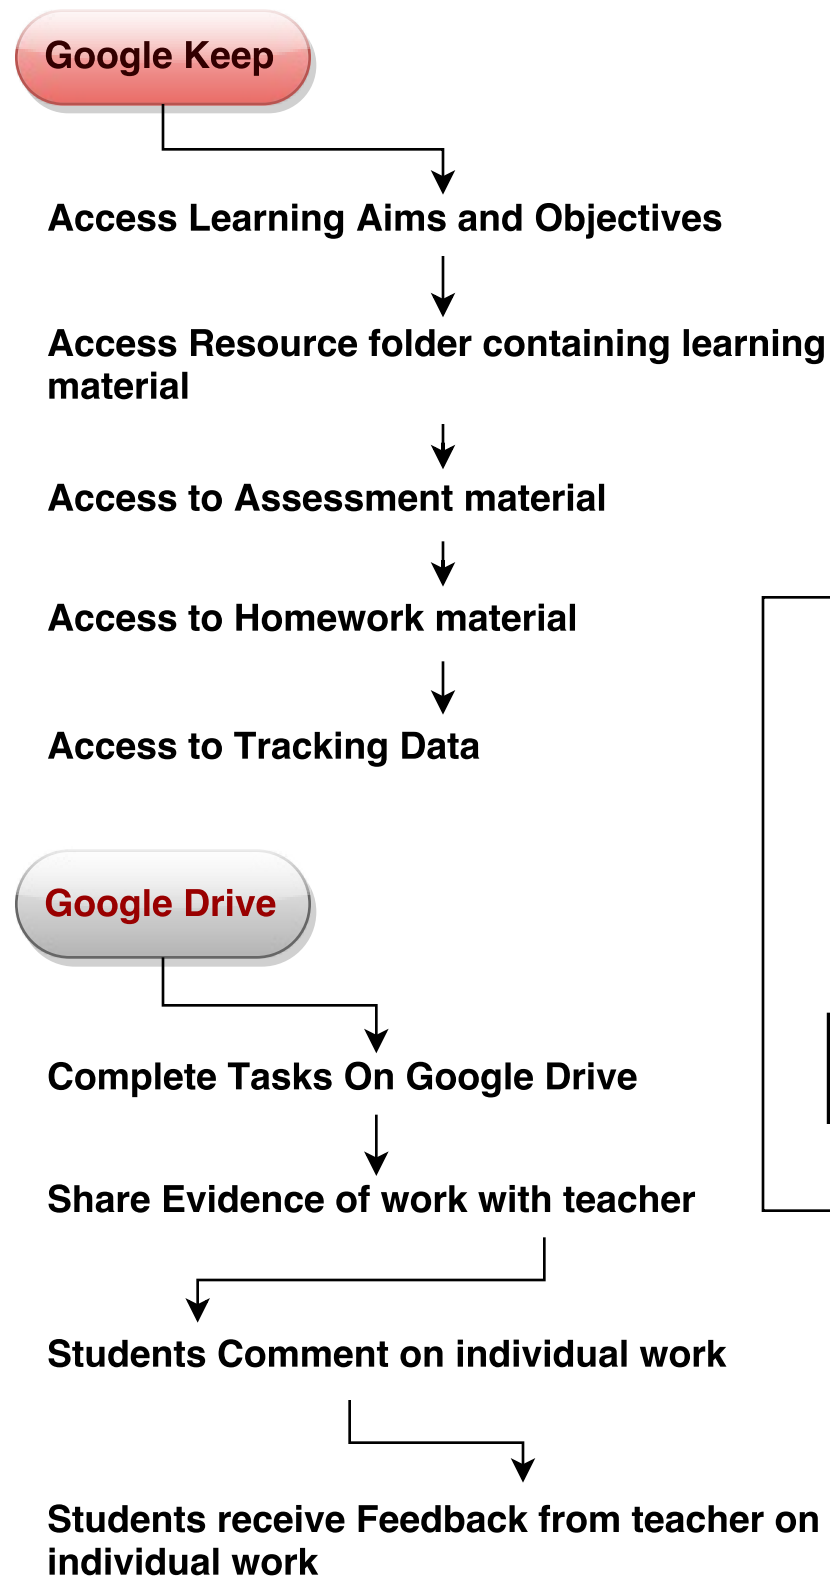 Google Keep
Access Learning Aims and Objectives
Access Resource folder containing learning
material
Access to Assessment material
Access to Homework material
Access to Tracking Data
Google Drive
Complete Tasks On Google Drive
Share Evidence of work with teacher
Students Comment on individual work
Students receive Feedback from teacher on
individual work